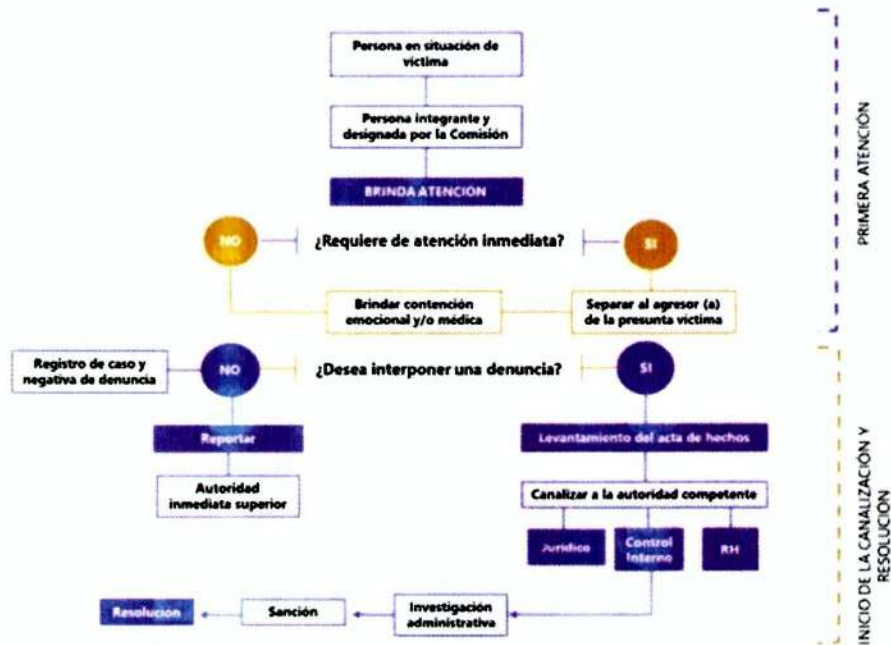 Persona en situación de
víctima
Persona integrante y
designada por la Comisión
BRINDA ATENCIÓN
NO
¿Requiere de atención inmediata?
SI
Brindar contención
emocional y/o médica
Separar al agresor (a)
de la presunta víctima
PRIMERA ATENCIÓN
Registro de caso y
negativa de denuncia
NO
¿Desea interponer una denuncia?
SI
Reportar
Levantamiento del acta de hechos
Autoridad
inmediata superior
Canalizar a la autoridad competente
Jurídico
Control
Interno
RH
Resolución
Sanción
Investigación
administrativa
INICIO DE LA CANALIZACIÓN Y
RESOLUCIÓN